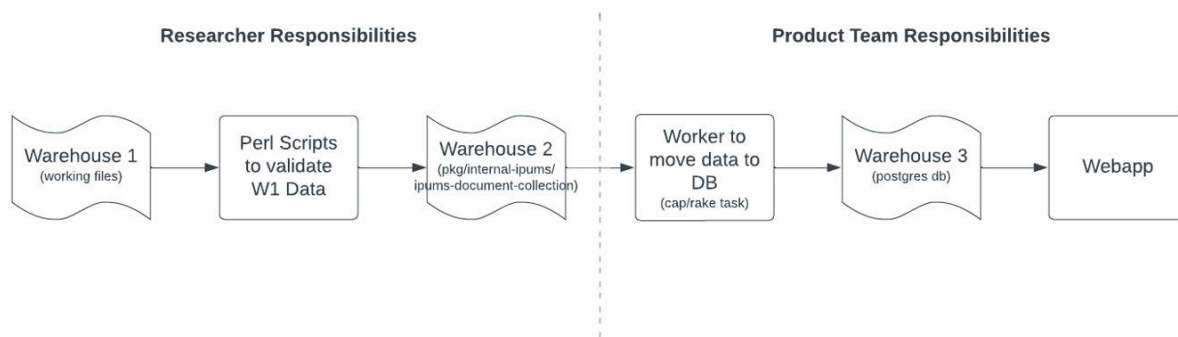 Researcher Responsibilities
Product Team Responsibilities
Warehouse 1
(working files)
Perl Scripts
to validate
W1 Data
Warehouse 2
(pkg/internal-ipums/
ipums-document-collection)
Worker to
move data to
DB
(cap/rake task)
Warehouse 3
(postgres db)
Webapp